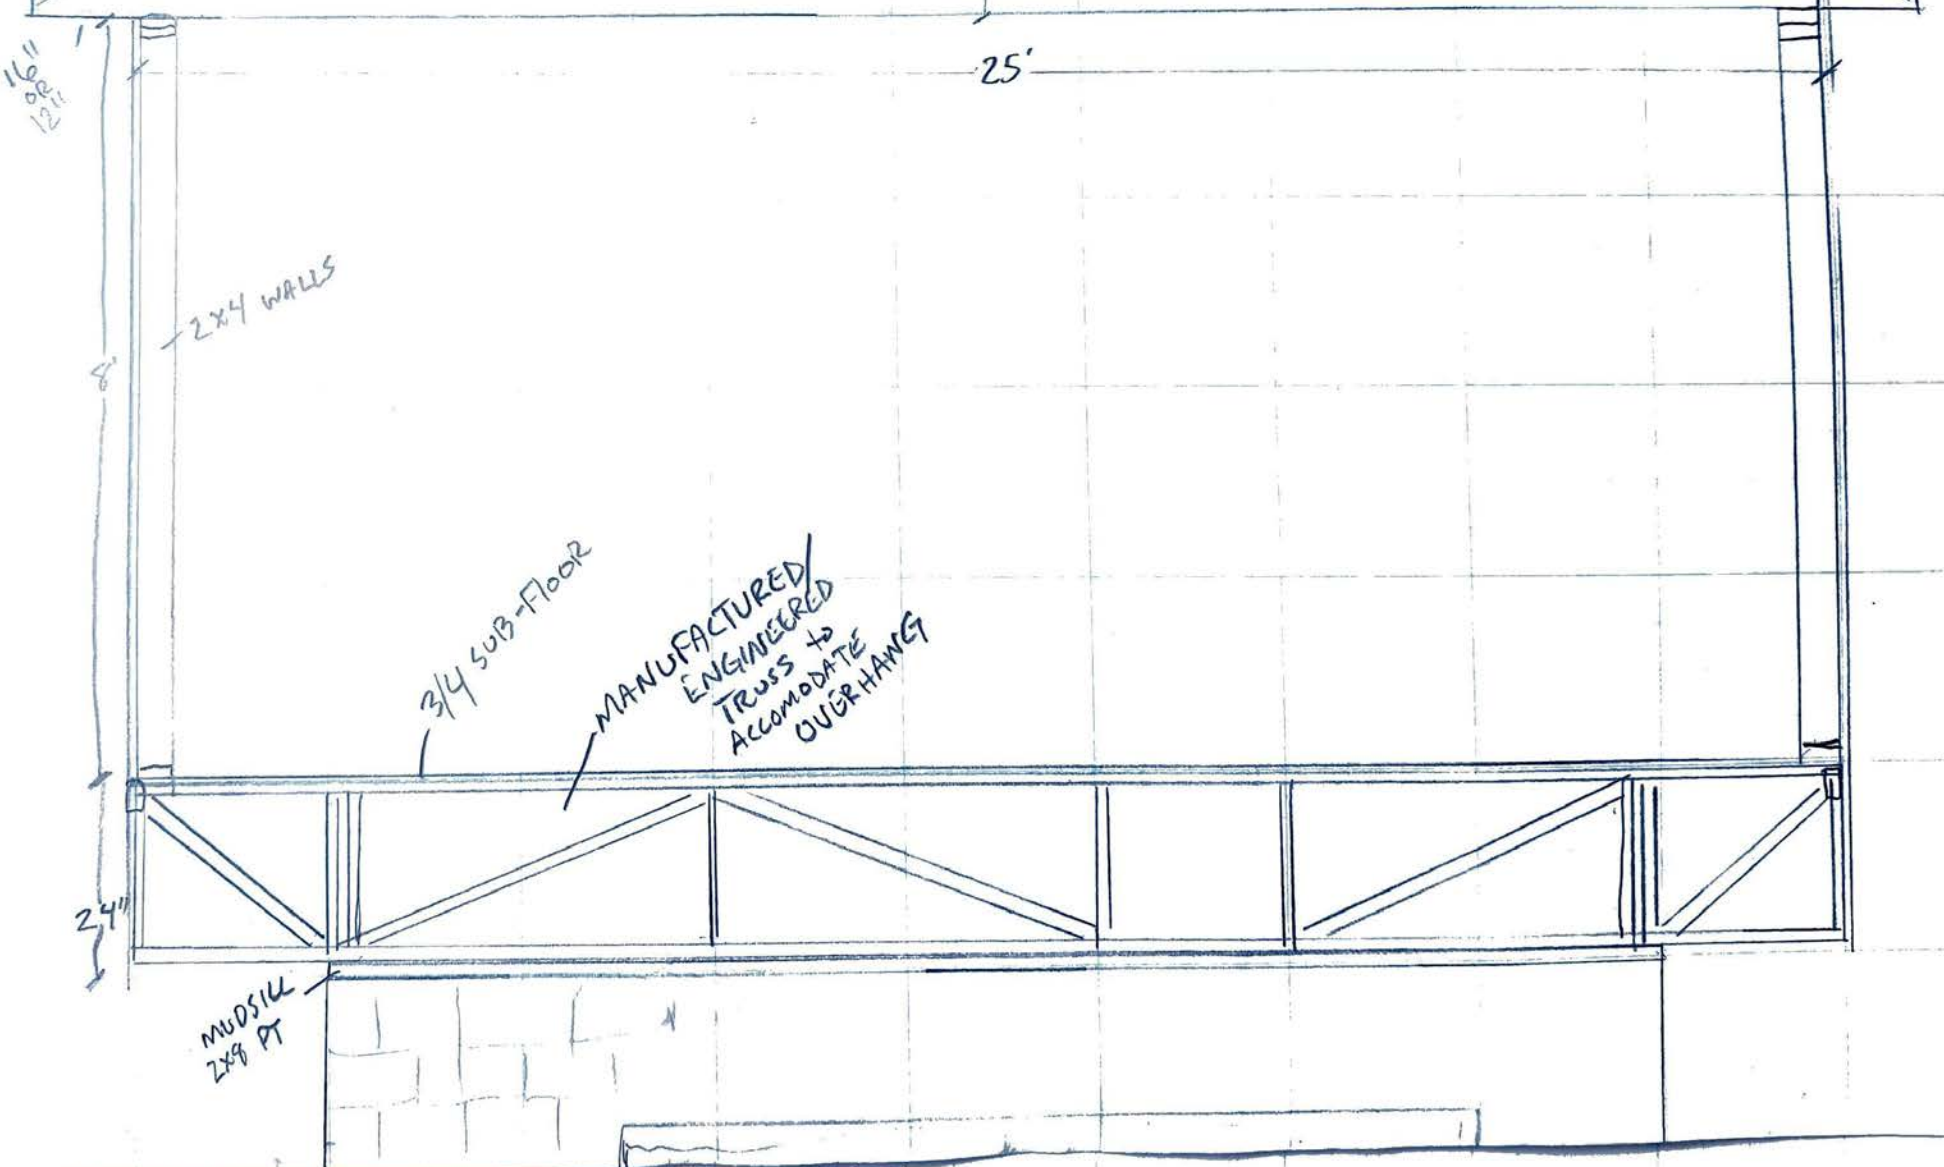 16"
OR
12"
1'
25'
2x4 WALLS
8'
3/4 SUB-FlooR
MANUFACTURED/
ENGINEERED
TRUSS to
ACCOMODATE
OVERHANG
24"
MUDSILL
2x8 PT